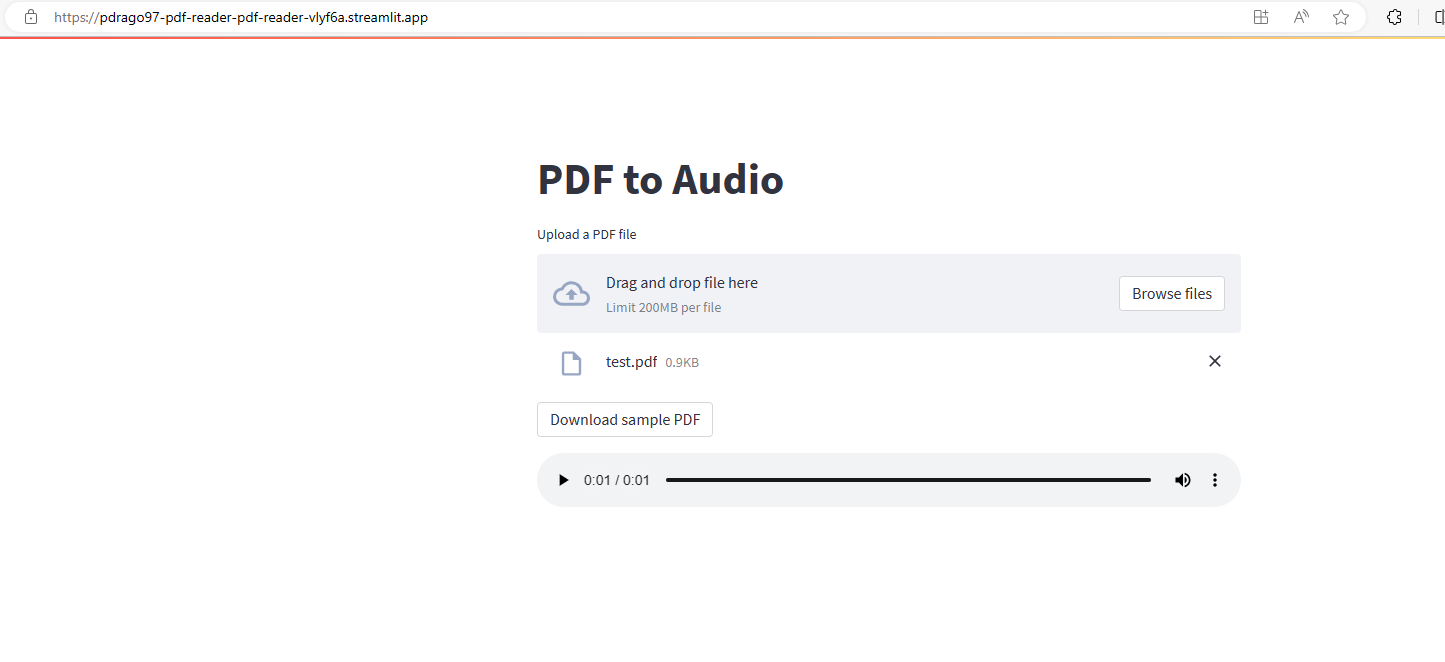 https://pdrago97-pdf-reader-pdf-reader-vlyf6a.streamlit.app
PDF to Audio
Upload a PDF file
Drag and drop file here
Limit 200MB per file
Browse files
test.pdf 0.9KB
Download sample PDF
0:01 / 0:01